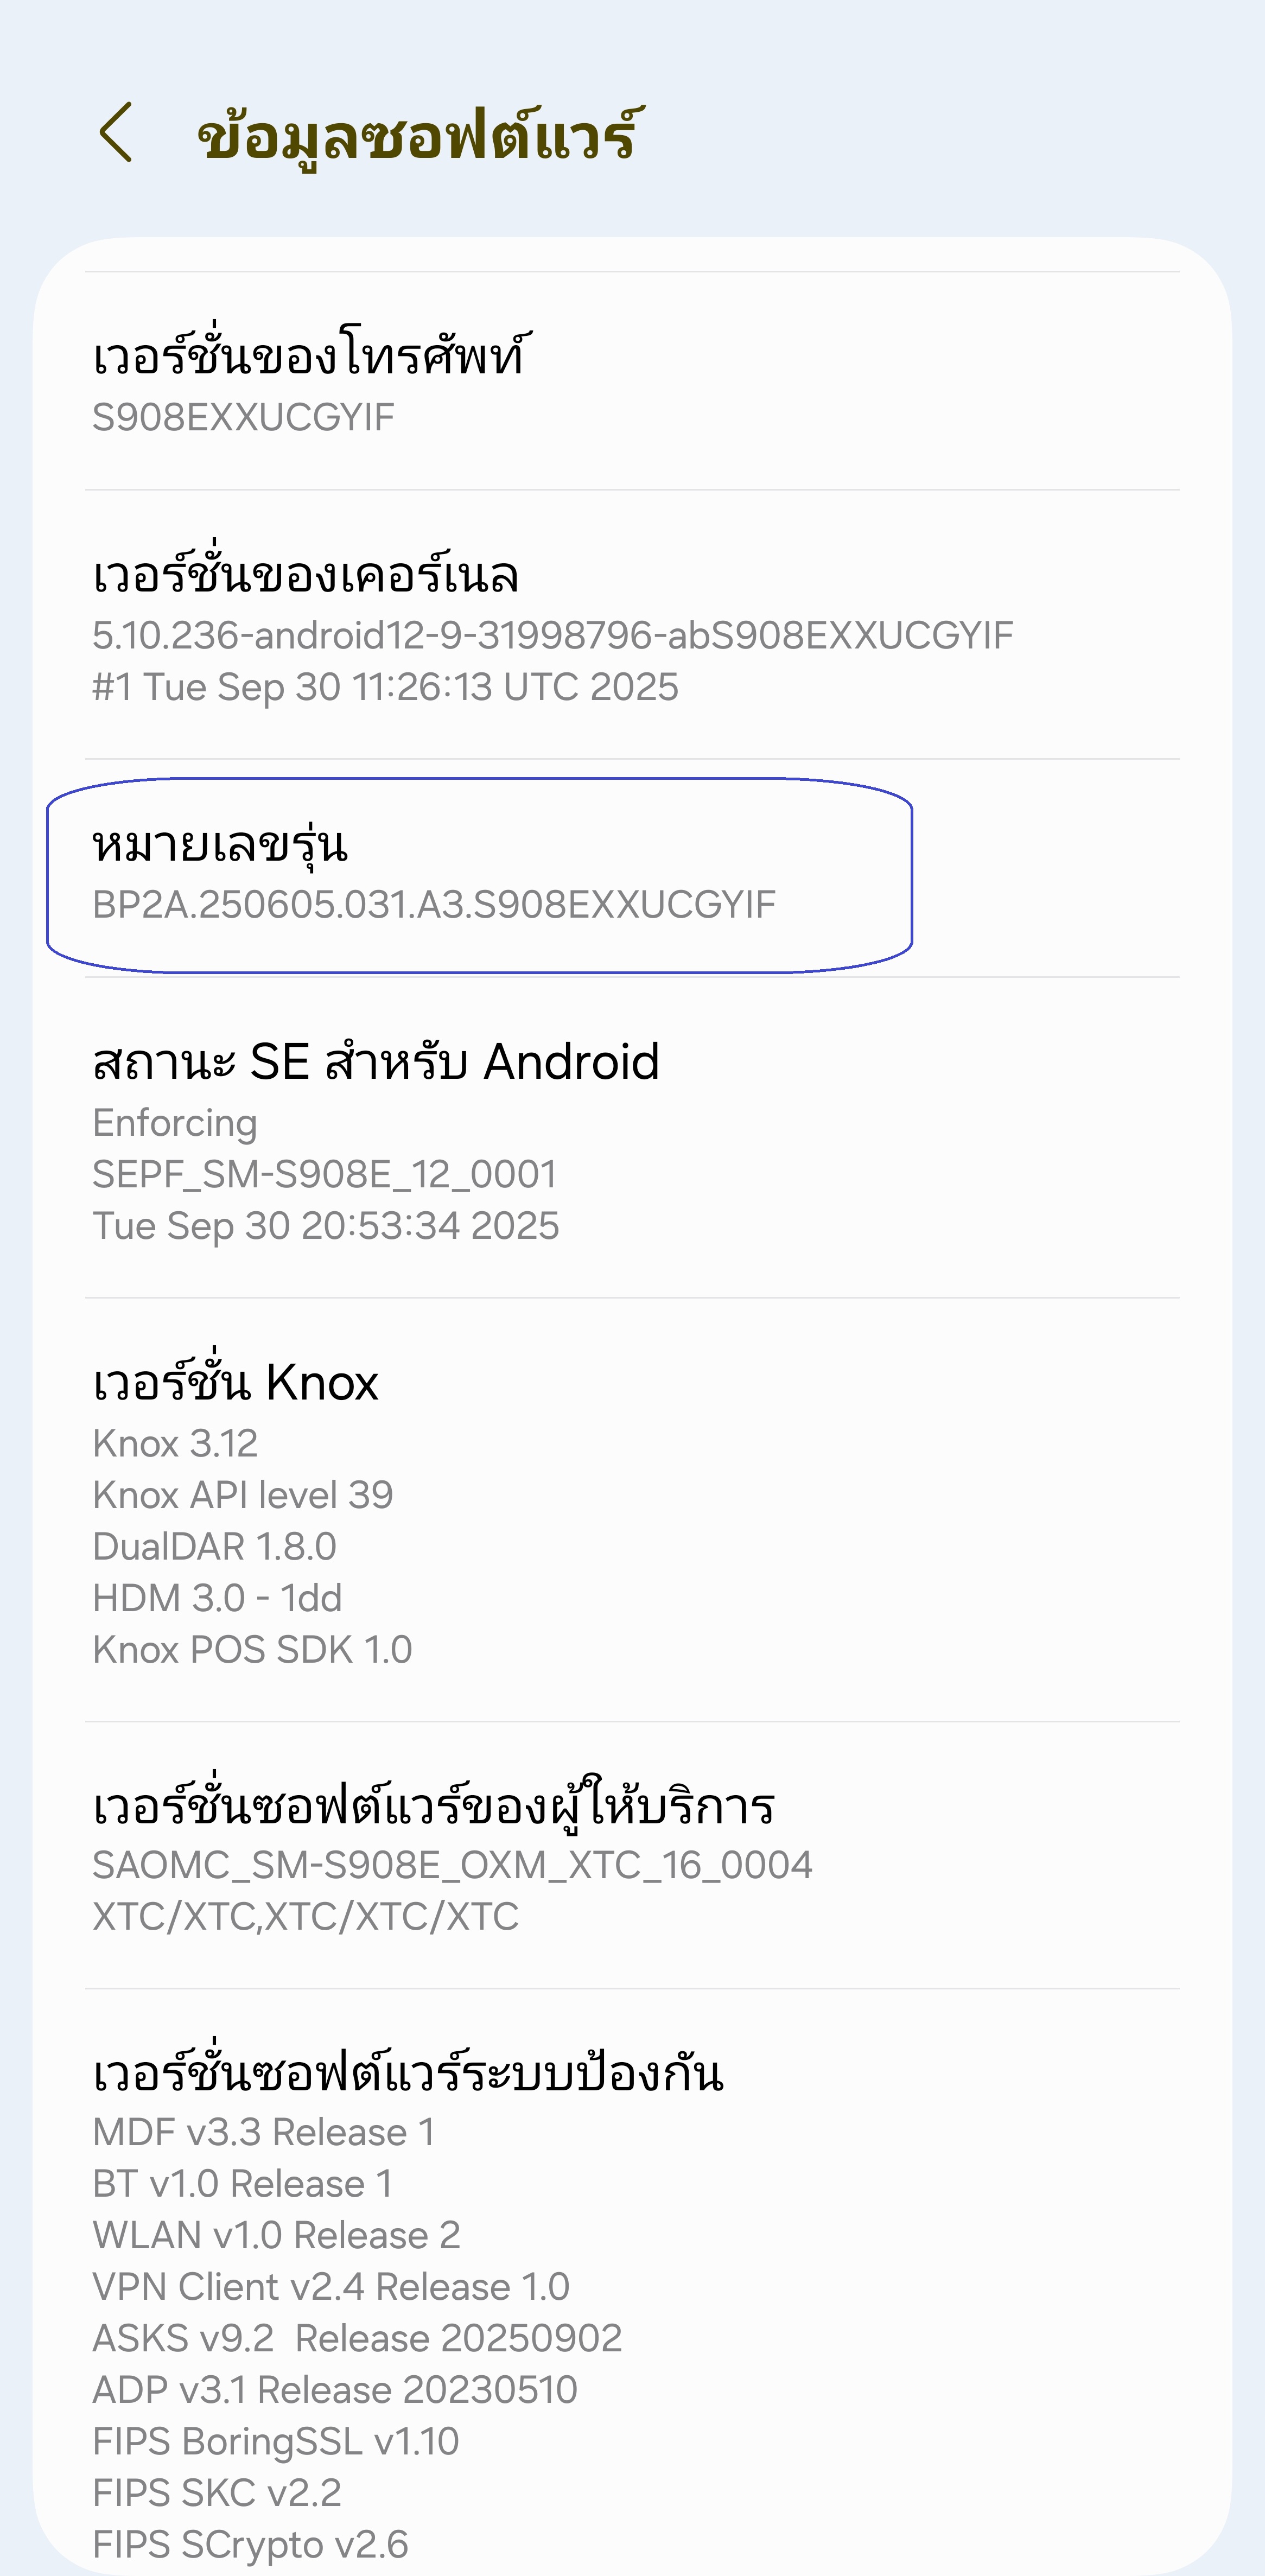 ข้อมูลซอฟต์แวร์
เวอร์ชั่นของโทรศัพท์
S908EXXUCGYIF
เวอร์ชั่นของเคอร์เนล
5.10.236-android12-9-31998796-abS908EXXUCGYIF
#1 Tue Sep 30 11:26:13 UTC 2025
หมายเลขรุ่น
BP2A.250605.031.A3.S908EXXUCGYIF
สถานะ SE สำหรับ Android
Enforcing
SEPF_SM-S908E_12_0001
Tue Sep 30 20:53:34 2025
เวอร์ชั่น Knox
Knox 3.12
Knox API level 39
DualDAR 1.8.0
HDM 3.0 - 1dd
Knox POS SDK 1.0
เวอร์ชั่นซอฟต์แวร์ของผู้ให้บริการ
SAOMC_SM-S908E_OXM_XTC_16_0004
XTC/XTC,XTC/XTC/XTC
เวอร์ชั่นซอฟต์แวร์ระบบป้องกัน
MDF v3.3 Release 1
BT v1.0 Release 1
WLAN v1.0 Release 2
VPN Client v2.4 Release 1.0
ASKS v9.2  Release 20250902
ADP v3.1 Release 20230510
FIPS BoringSSL v1.10
FIPS SKC v2.2
FIPS SCrypto v2.6